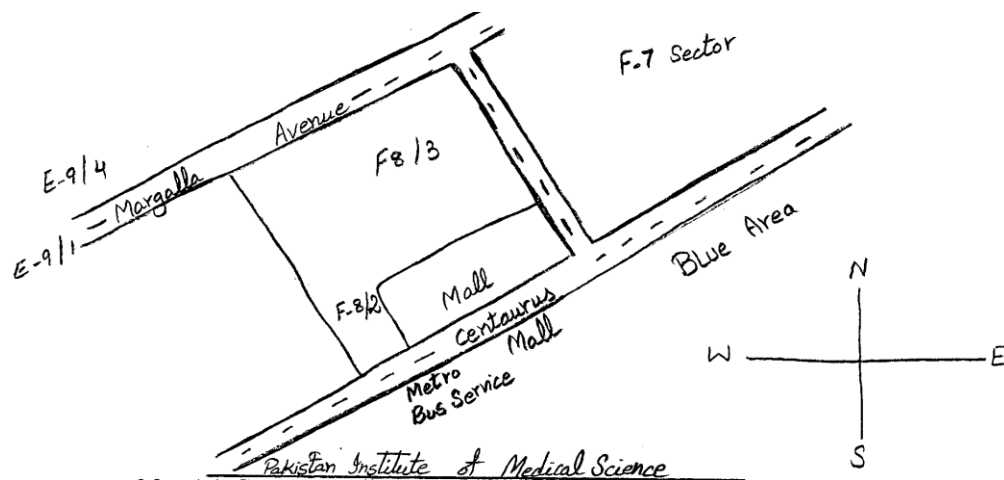 F-7 Sector
Margalla Avenue
E-9/4
F8/3
E-9/1
F-8/2
Mall
Centaurus
Mall
Blue Area
Metro
Bus Service
N
W
E
S
Pakistan Institute of Medical Science